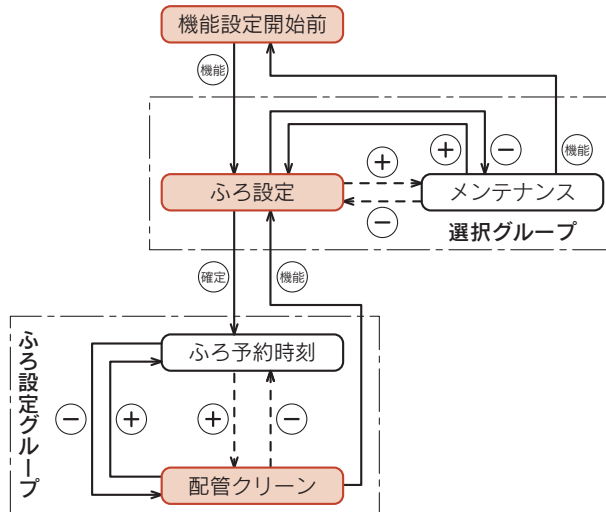 機能設定開始前
機能
＋
－
機能
＋
ふろ設定
メンテナンス
－
選択グループ
確定
機能
ふろ設定グループ
ふろ予約時刻
－
＋
＋
－
配管クリーン